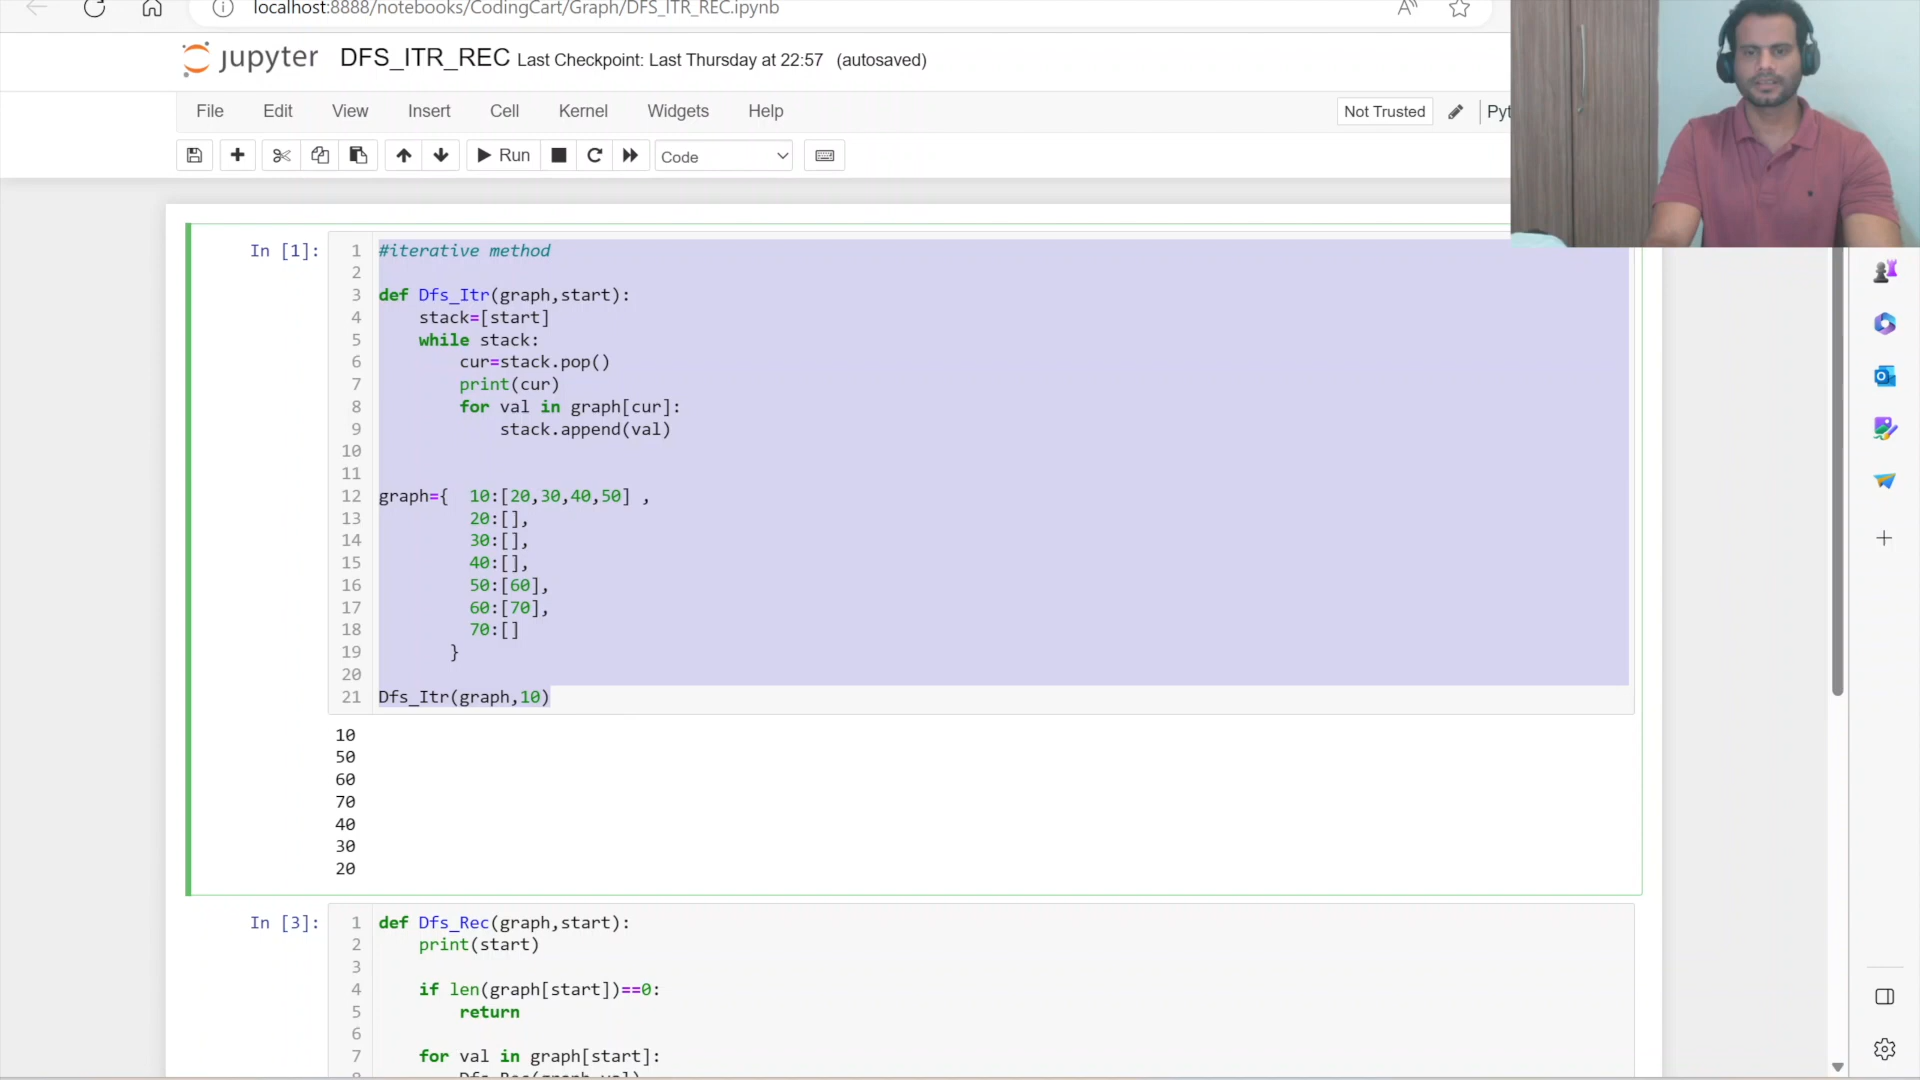 localhost:8888/notebooks/CodingCart/Graph/DFS_ITR_REC.ipynb
jupyter DFS_ITR_REC Last Checkpoint: Last Thursday at 22:57 (autosaved)
File Edit View Insert Cell Kernel Widgets Help Not Trusted Pyt
Run Code
In [1]:
1 #iterative method
2
3 def Dfs_Itr(graph,start):
4 stack=[start]
5 while stack:
6 cur=stack.pop()
7 print(cur)
8 for val in graph[cur]:
9 stack.append(val)
10
11
12 graph={ 10:[20,30,40,50] ,
13 20:[],
14 30:[],
15 40:[],
16 50:[60],
17 60:[70],
18 70:[]
19 }
20
21 Dfs_Itr(graph,10)
10
50
60
70
40
30
20
In [3]:
1 def Dfs_Rec(graph,start):
2 print(start)
3
4 if len(graph[start])==0:
5 return
6
7 for val in graph[start]:
8 Dfs_Rec(graph,val)